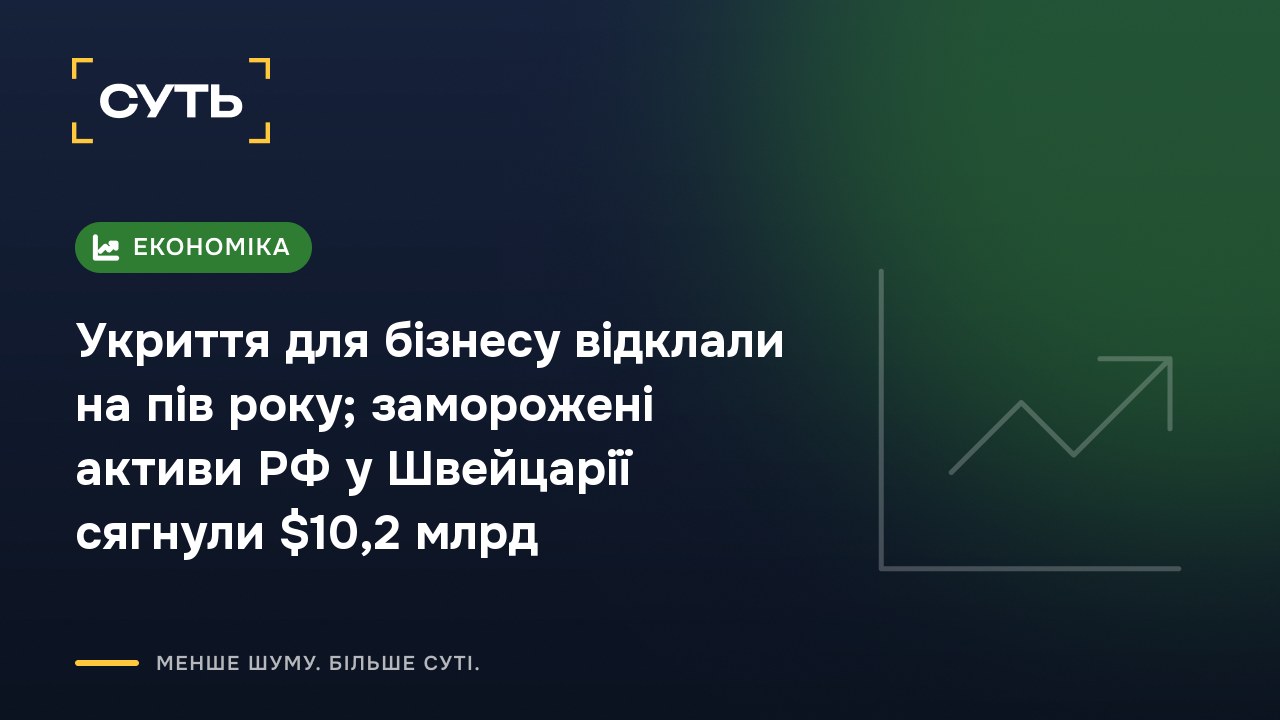 СУТЬ
ЕКОНОМІКА
Укриття для бізнесу відклали
на пів року; заморожені
активи РФ у Швейцарії
сягнули $10,2 млрд
МЕНШЕ ШУМУ. БІЛЬШЕ СУТІ.